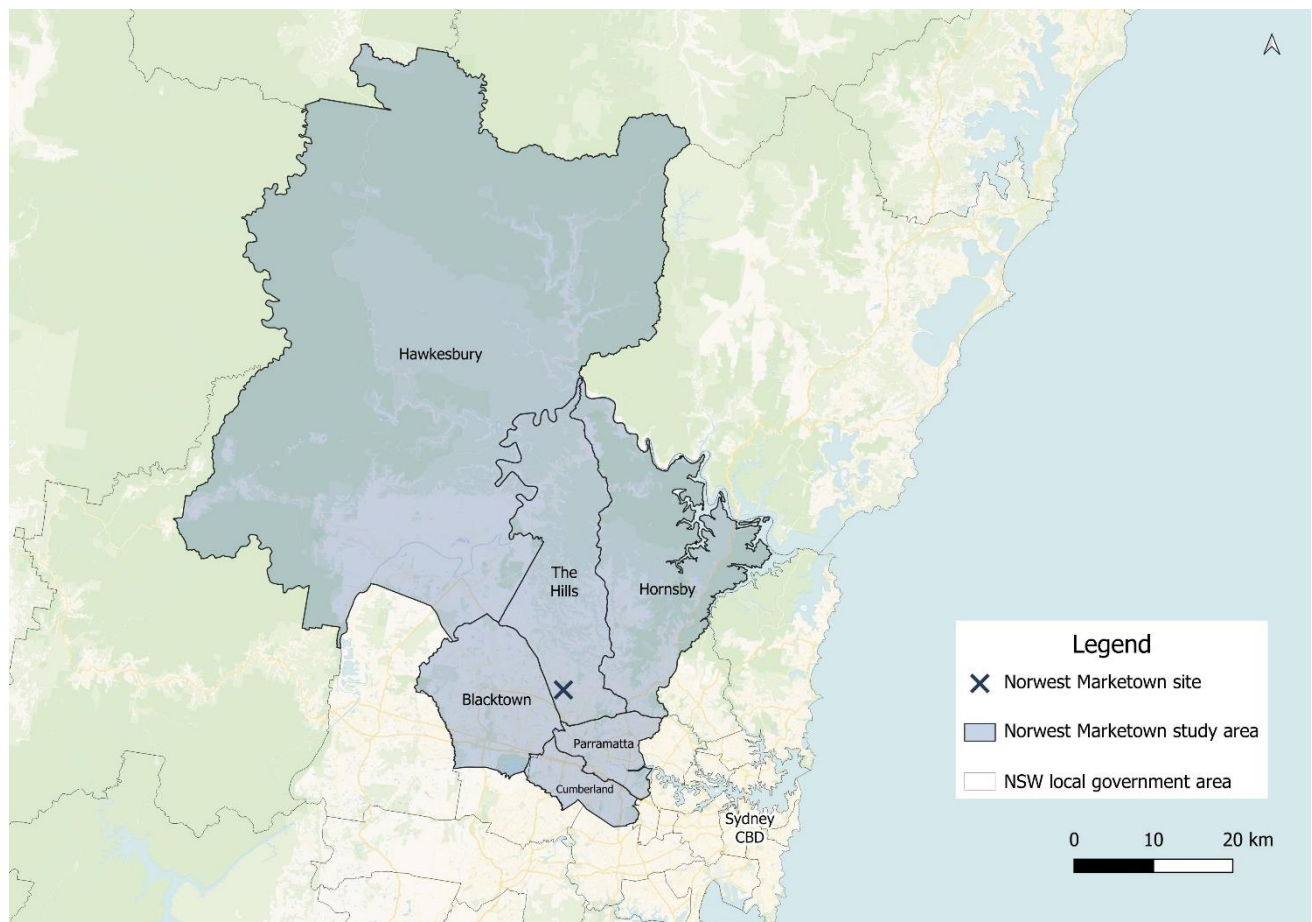 Hawkesbury
The
Hills
Hornsby
Blacktown
Parramatta
Cumberland
Sydney
CBD
Legend
Norwest Marketown site
Norwest Marketown study area
NSW local government area
0 10 20 km